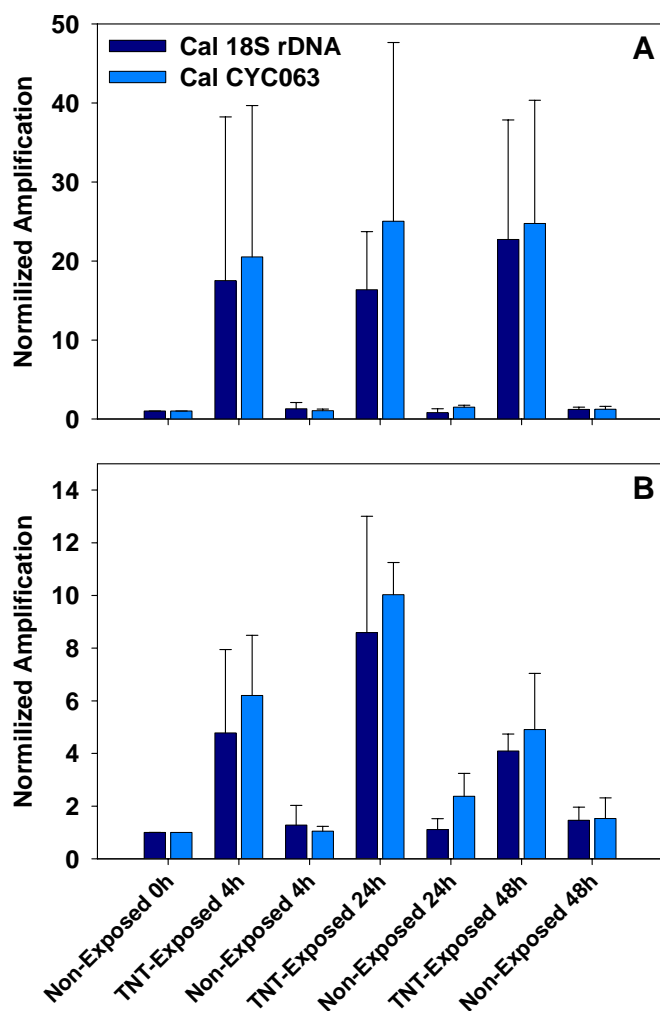 50
40
30
20
10
0
Normilized Amplification
Cal 18S rDNA
Cal CYC063
A
14
12
10
8
6
4
2
0
Normilized Amplification
B
Non-Exposed 0h
TNT-Exposed 4h
Non-Exposed 4h
TNT-Exposed 24h
Non-Exposed 24h
TNT-Exposed 48h
Non-Exposed 48h